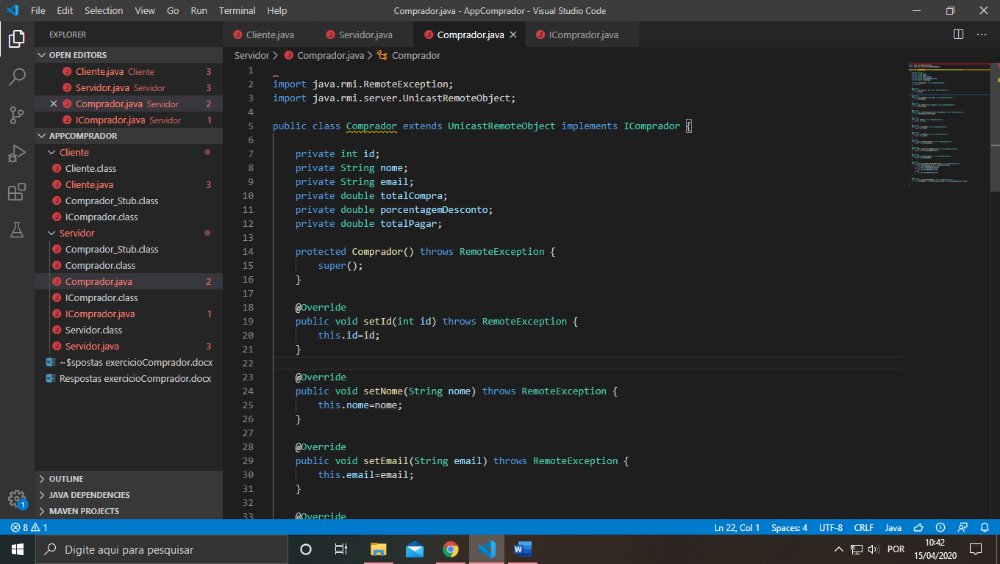 File Edit Selection View Go Run Terminal Help Comprador.java - AppComprador - Visual Studio Code
EXPLORER
OPEN EDITORS
Cliente.java Cliente 3
Servidor.java Servidor 3
Comprador.java Servidor 2
IComprador.java Servidor 1
APPCOMPRADOR
Cliente
Cliente.class
Cliente.java 3
Comprador_Stub.class
IComprador.class
Servidor
Comprador_Stub.class
Comprador.class
Comprador.java 2
IComprador.class
IComprador.java 1
Servidor.class
Servidor.java 3
~$spostas exercicioComprador.docx
Respostas exercicioComprador.docx
OUTLINE
JAVA DEPENDENCIES
MAVEN PROJECTS
1
Cliente.java Servidor.java Comprador.java IComprador.java
Servidor > Comprador.java > Comprador
1
2 import java.rmi.RemoteException;
3 import java.rmi.server.UnicastRemoteObject;
4
5 public class Comprador extends UnicastRemoteObject implements IComprador {
6
7 private int id;
8 private String nome;
9 private String email;
10 private double totalCompra;
11 private double porcentagemDesconto;
12 private double totalPagar;
13
14 protected Comprador() throws RemoteException {
15 super();
16 }
17
18 @Override
19 public void setId(int id) throws RemoteException {
20 this.id=id;
21 }
22
23 @Override
24 public void setNome(String nome) throws RemoteException {
25 this.nome=nome;
26 }
27
28 @Override
29 public void setEmail(String email) throws RemoteException {
30 this.email=email;
31 }
32
33 @Override
8 1 Ln 22, Col 1 Spaces: 4 UTF-8 CRLF Java
Digite aqui para pesquisar
POR
10:42
15/04/2020